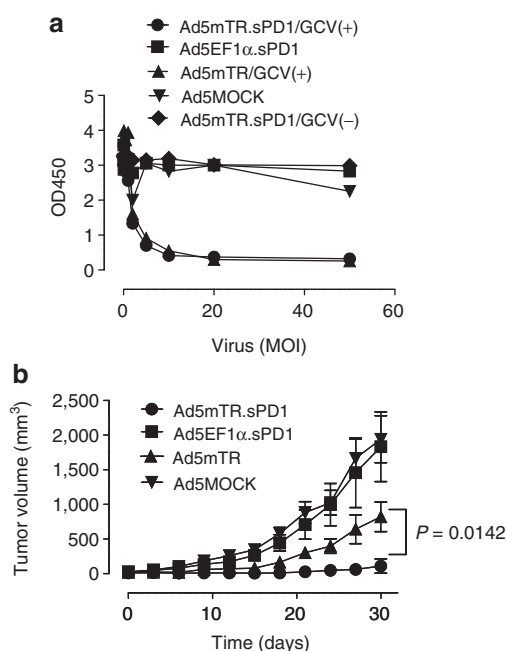 a
Ad5mTR.sPD1/GCV(+)
Ad5EF1α.sPD1
Ad5mTR/GCV(+)
Ad5MOCK
Ad5mTR.sPD1/GCV(−)
5
4
3
2
1
0
OD450
0 20 40 60
Virus (MOI)
b
Ad5mTR.sPD1
Ad5EF1α.sPD1
Ad5mTR
Ad5MOCK
2,500
2,000
1,500
1,000
500
0
Tumor volume (mm³)
P = 0.0142
0 10 20 30
Time (days)